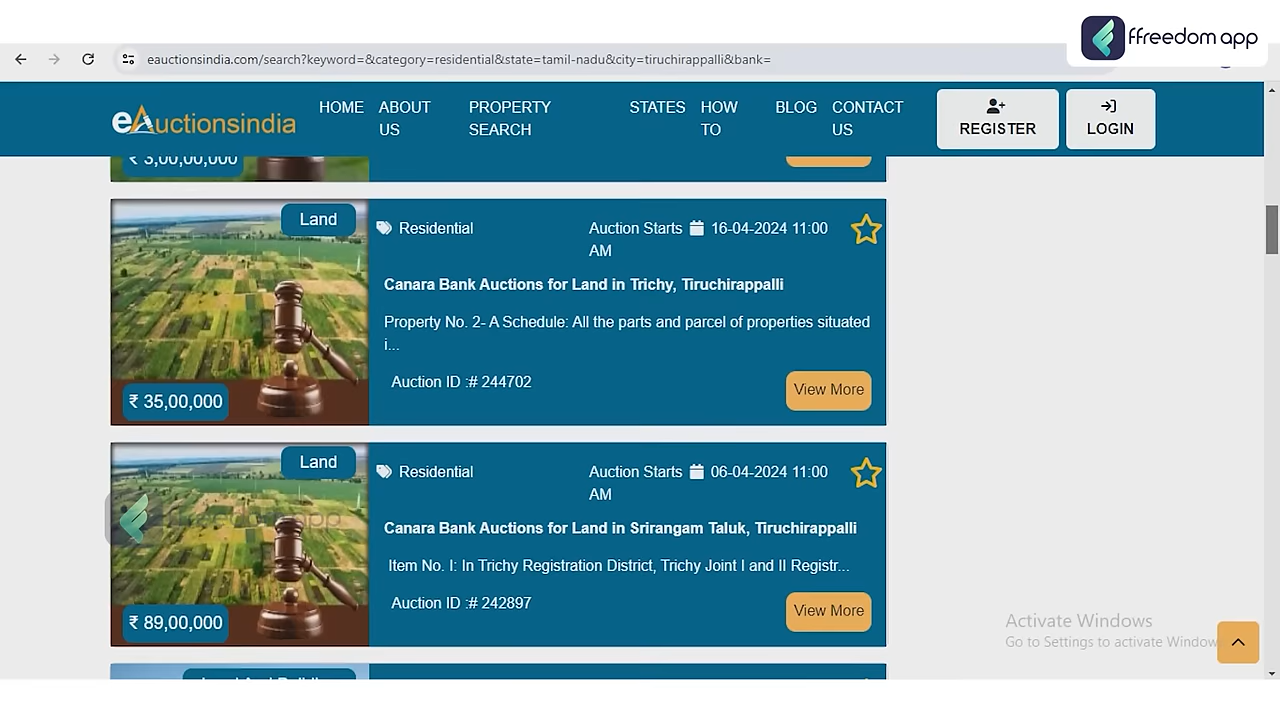 ffreedom app
eauctionsindia.com/search?keyword=&category=residential&state=tamil-nadu&city=tiruchirappalli&bank=
eAuctionsindia
HOME
ABOUT
US
PROPERTY
SEARCH
STATES
HOW
TO
BLOG
CONTACT
US
REGISTER
LOGIN
₹ 3,00,00,000
Land
Residential
Auction Starts 16-04-2024 11:00
AM
Canara Bank Auctions for Land in Trichy, Tiruchirappalli
Property No. 2- A Schedule: All the parts and parcel of properties situated
i...
Auction ID :# 244702
View More
₹ 35,00,000
Land
Residential
Auction Starts 06-04-2024 11:00
AM
Canara Bank Auctions for Land in Srirangam Taluk, Tiruchirappalli
Item No. I: In Trichy Registration District, Trichy Joint I and II Registr...
Auction ID :# 242897
View More
₹ 89,00,000
ffreedom app
Activate Windows
Go to Settings to activate Window